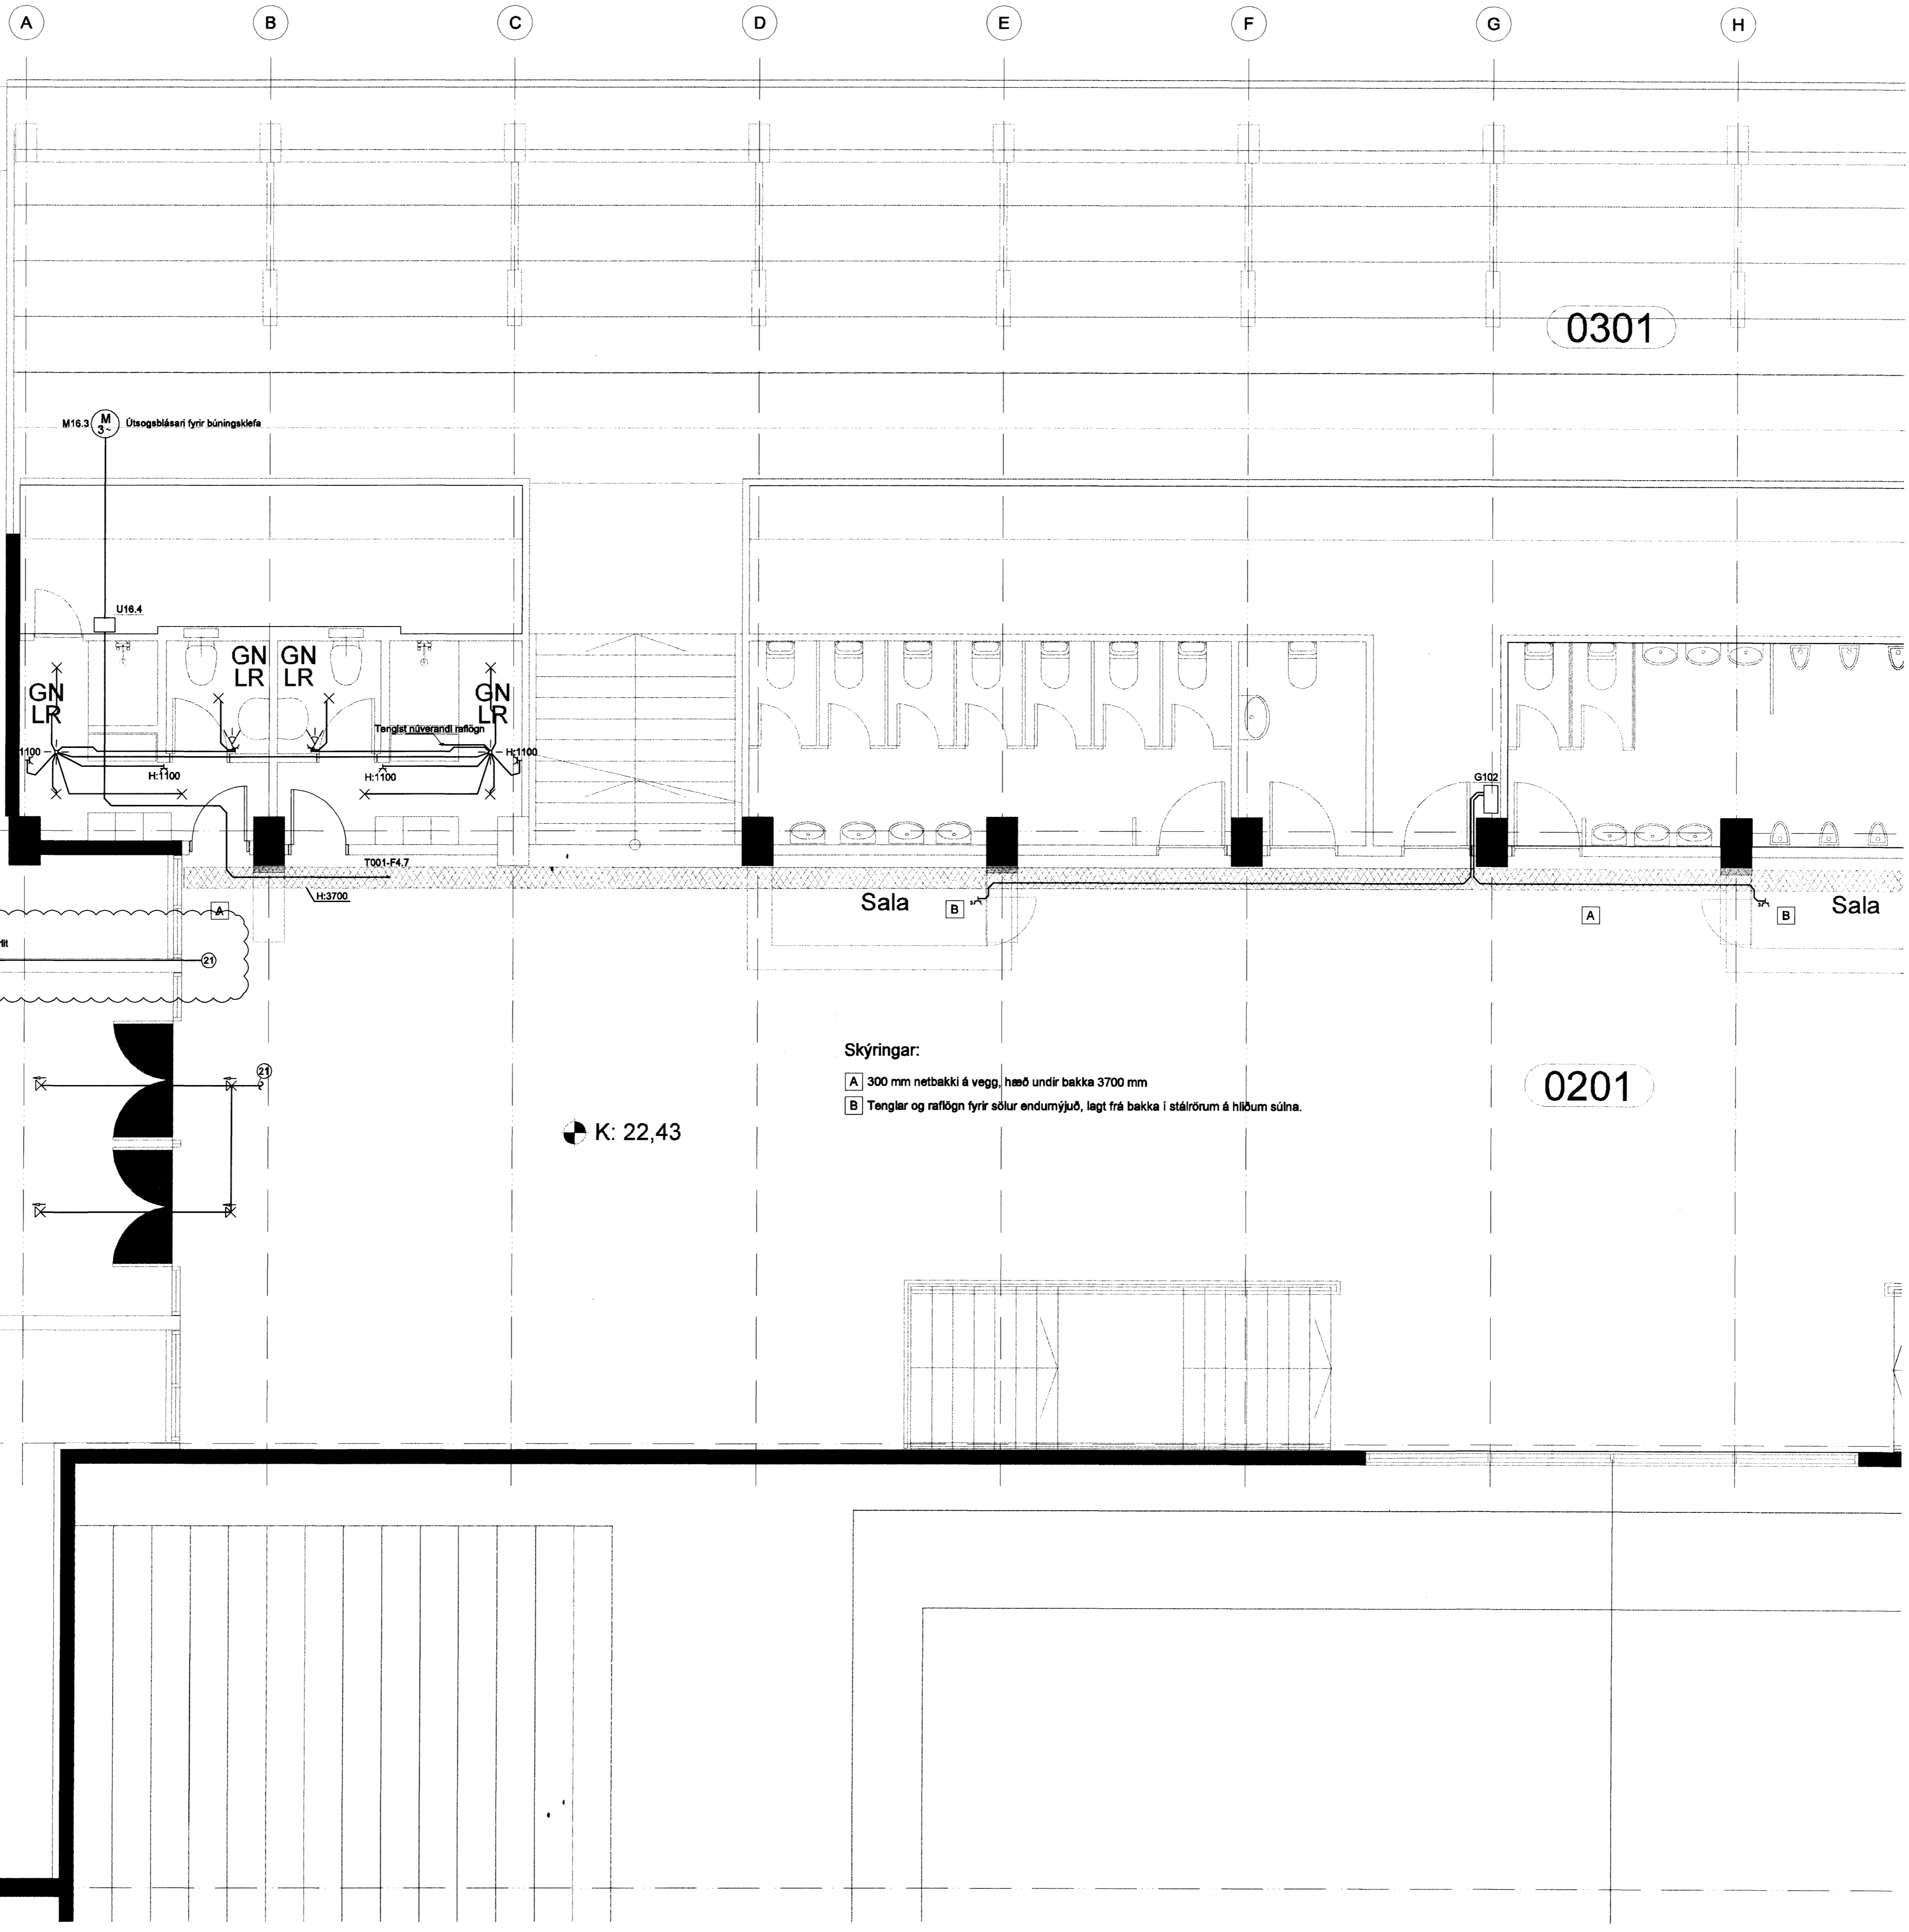 A B C D E F G H
0301
M16.3 M 3~ Útsogsblásari fyrir búningsklefa
U16.4
GN LR
GN LR
GN LR
GN LR
Tengist núverandi raflögn
1100
H:1100
H:1100
H:1100
G102
T001-F4.7
H:3700
Sala
B
A
B
Sala
A
21
21
Skýringar:
A 300 mm netbakki á vegg, hæð undir bakka 3700 mm
B Tenglar og raflögn fyrir sölur endurnýjuð, lagt frá bakka í stálrörum á hliðum súlna.
0201
K: 22,43